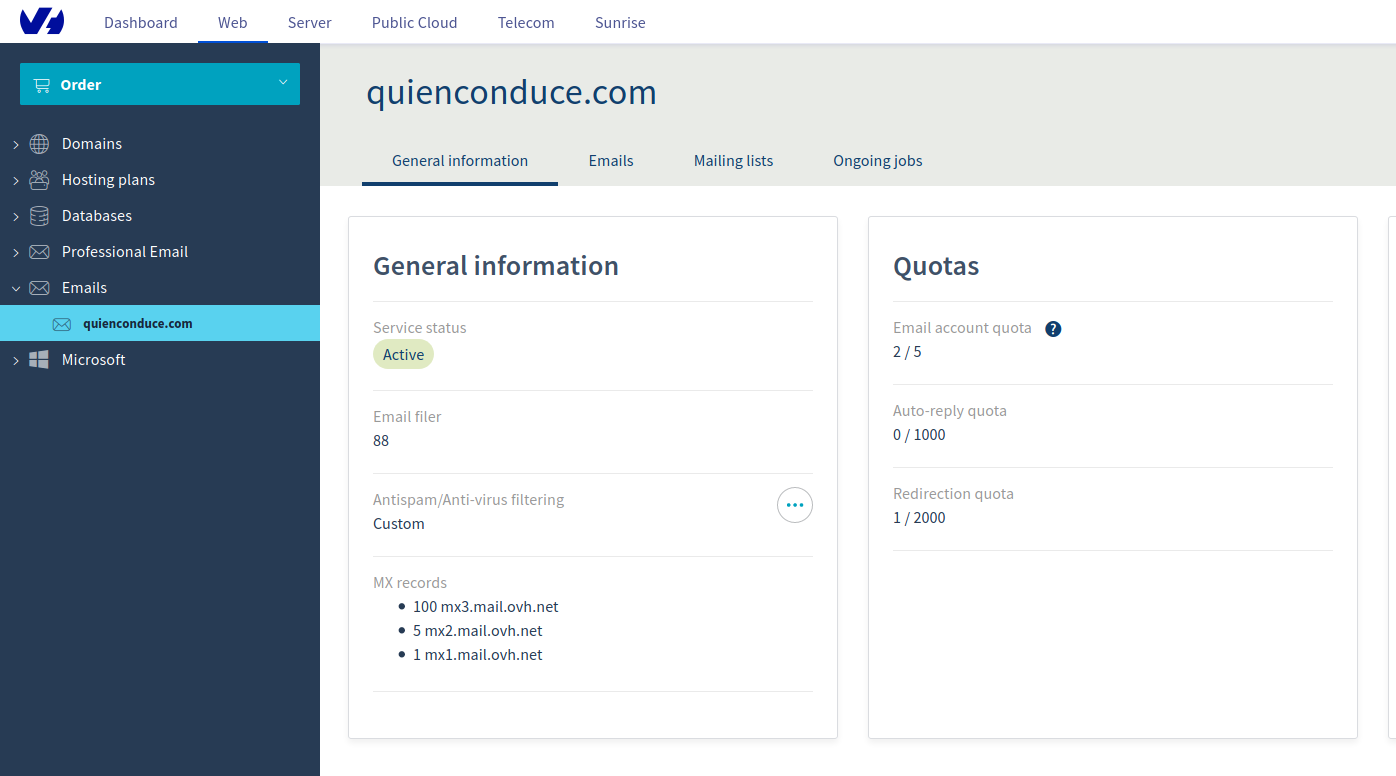 Dashboard Web Server Public Cloud Telecom Sunrise
Order
Domains
Hosting plans
Databases
Professional Email
Emails
quienconduce.com
Microsoft
quienconduce.com
General information Emails Mailing lists Ongoing jobs
General information
Service status
Active
Email filer
88
Antispam/Anti-virus filtering
Custom
MX records
100 mx3.mail.ovh.net
5 mx2.mail.ovh.net
1 mx1.mail.ovh.net
Quotas
Email account quota ?
2 / 5
Auto-reply quota
0 / 1000
Redirection quota
1 / 2000